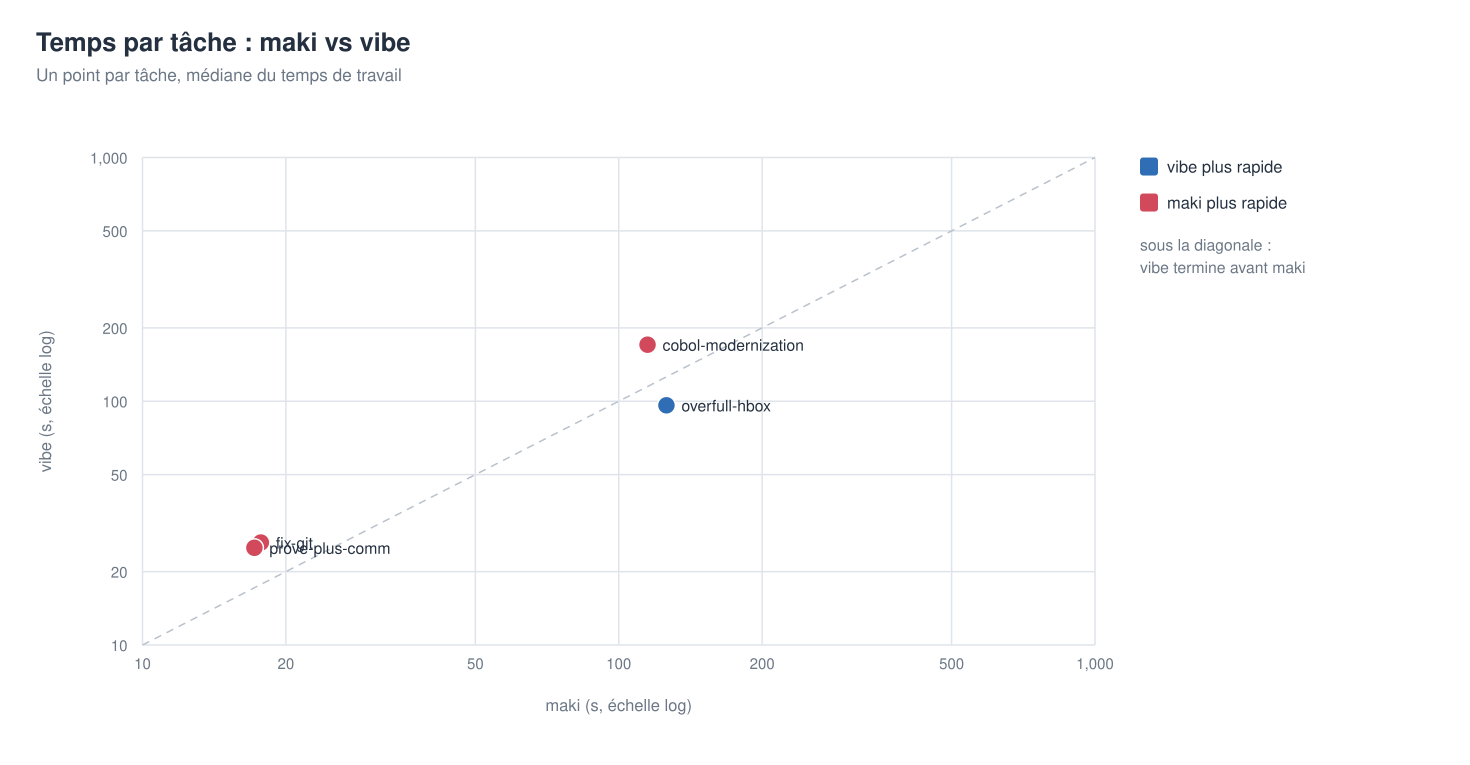 Temps par tâche : maki vs vibe
Un point par tâche, médiane du temps de travail
1,000
500
200
100
50
20
10
vibe (s, échelle log)
cobol-modernization
overfull-hbox
fix-git
prove-plus-comm
10
20
50
100
200
500
1,000
maki (s, échelle log)
vibe plus rapide
maki plus rapide
sous la diagonale :
vibe termine avant maki